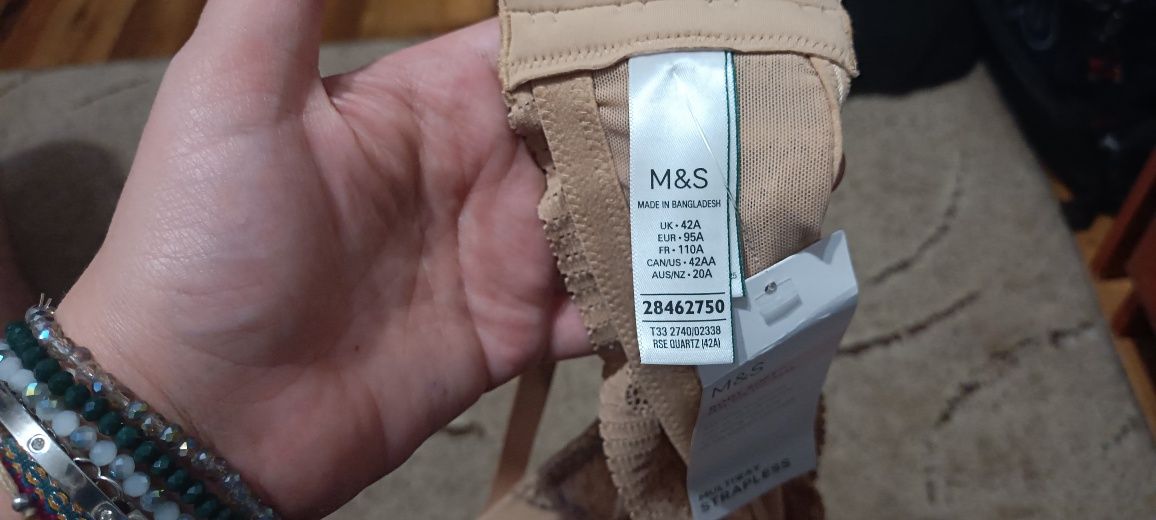 M&S
MADE IN BANGLADESH
UK • 42A
EUR • 95A
FR • 110A
CAN/US • 42AA
AUS/NZ • 20A
28462750
T33 2740/02338
RSE QUARTZ (42A)
M&S
MULTIWAY
STRAPLESS